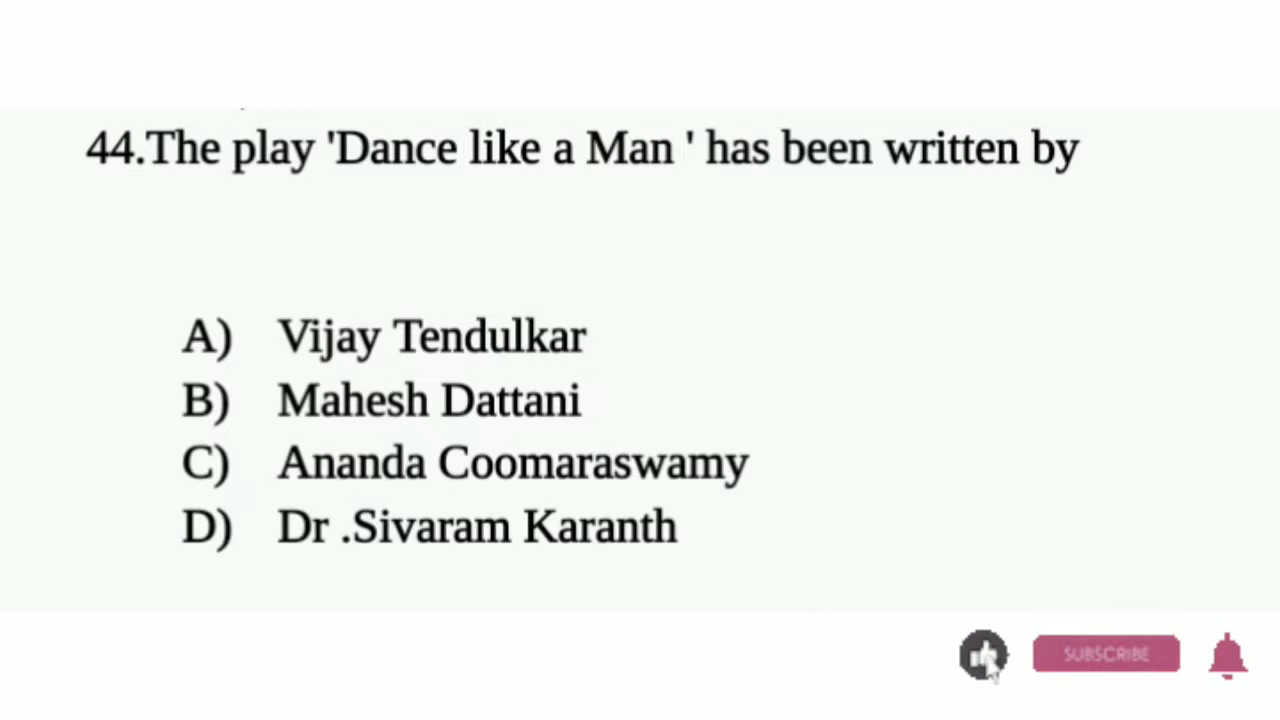 44.The play 'Dance like a Man ' has been written by
A) Vijay Tendulkar
B) Mahesh Dattani
C) Ananda Coomaraswamy
D) Dr .Sivaram Karanth
SUBSCRIBE